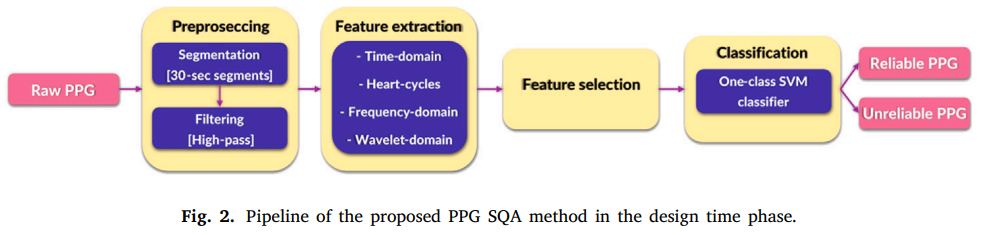 Raw PPG
Preproseccing
Segmentation
[30-sec segments]
Filtering
[High-pass]
Feature extraction
- Time-domain
- Heart-cycles
- Frequency-domain
- Wavelet-domain
Feature selection
Classification
One-class SVM
classifier
Reliable PPG
Unreliable PPG
Fig. 2. Pipeline of the proposed PPG SQA method in the design time phase.